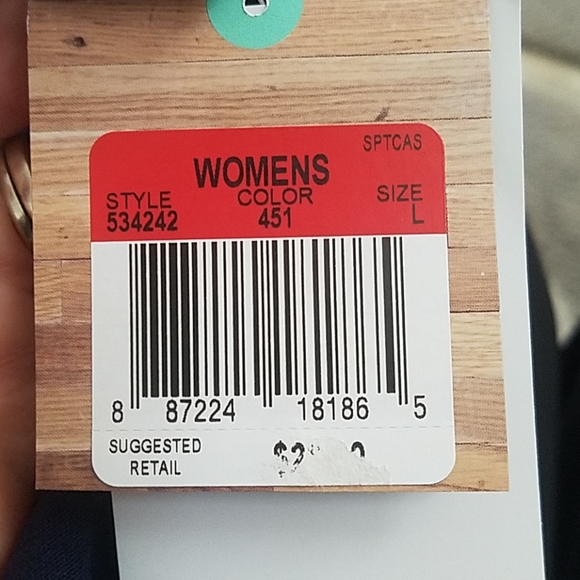 SPTCAS
WOMENS
STYLE COLOR SIZE
534242 451 L
8 87224 18186 5
SUGGESTED
RETAIL